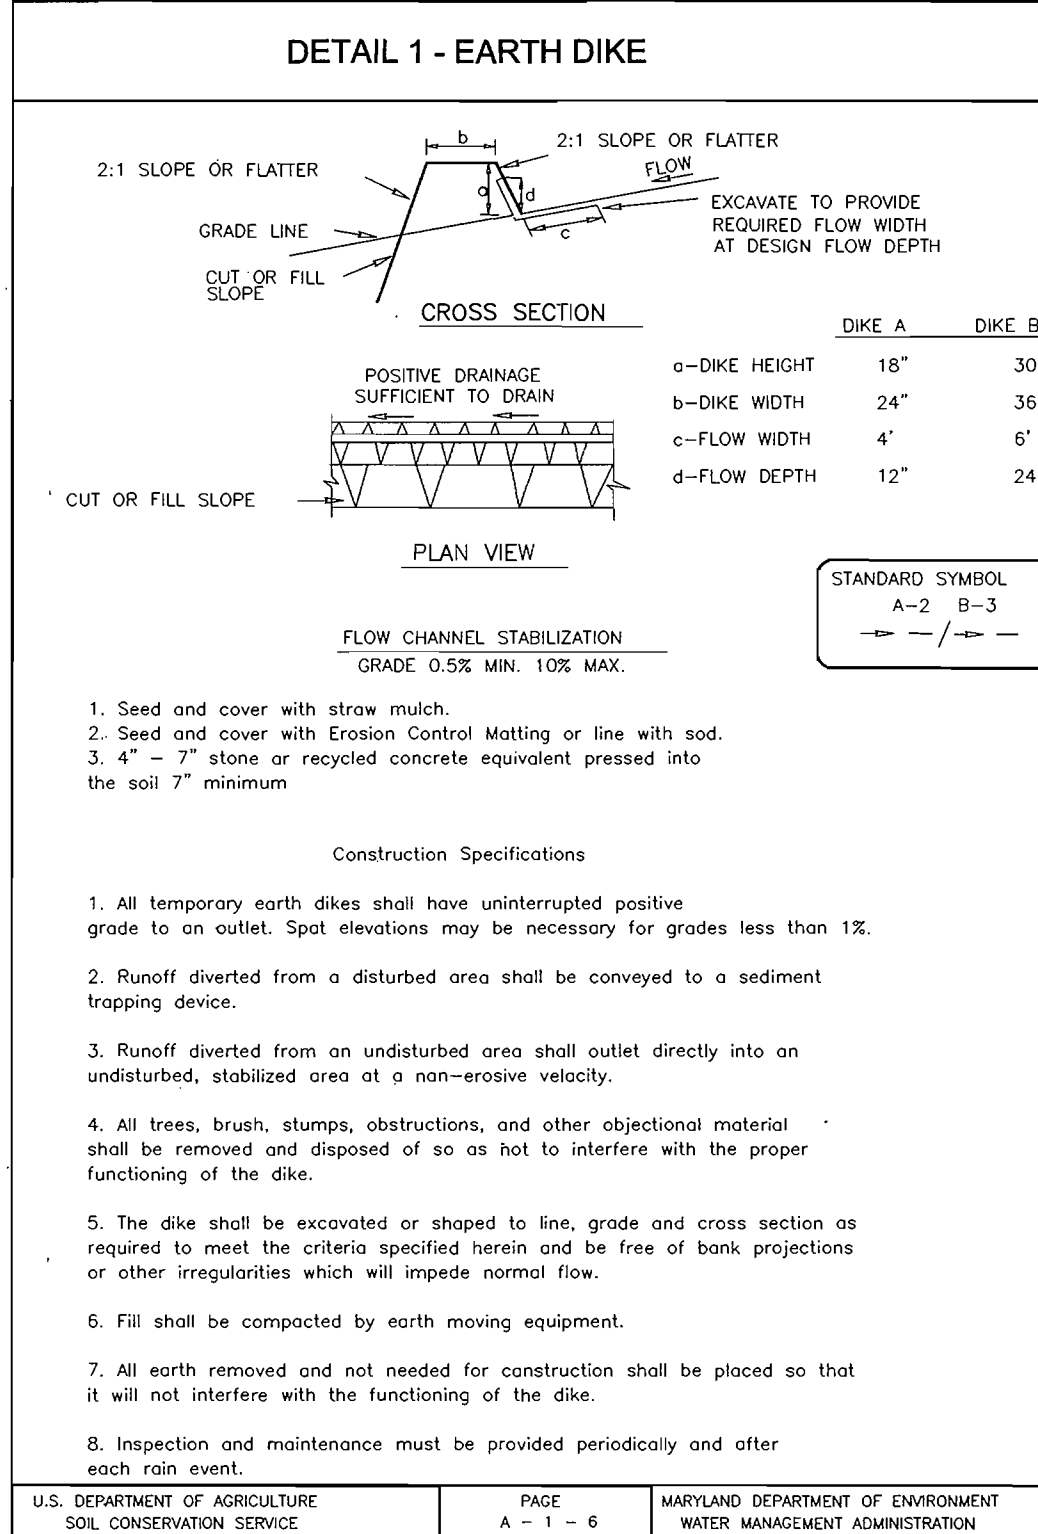 DETAIL 1 - EARTH DIKE
b
2:1 SLOPE OR FLATTER
2:1 SLOPE OR FLATTER
FLOW
a
d
EXCAVATE TO PROVIDE
REQUIRED FLOW WIDTH
AT DESIGN FLOW DEPTH
GRADE LINE
c
CUT OR FILL
SLOPE
CROSS SECTION
DIKE A DIKE B
a-DIKE HEIGHT 18" 30
b-DIKE WIDTH 24" 36
c-FLOW WIDTH 4' 6'
d-FLOW DEPTH 12" 24
POSITIVE DRAINAGE
SUFFICIENT TO DRAIN
CUT OR FILL SLOPE
PLAN VIEW
STANDARD SYMBOL
A-2 B-3
FLOW CHANNEL STABILIZATION
GRADE 0.5% MIN. 10% MAX.
1. Seed and cover with straw mulch.
2. Seed and cover with Erosion Control Matting or line with sod.
3. 4" - 7" stone or recycled concrete equivalent pressed into
the soil 7" minimum
Construction Specifications
1. All temporary earth dikes shall have uninterrupted positive
grade to an outlet. Spot elevations may be necessary for grades less than 1%.
2. Runoff diverted from a disturbed area shall be conveyed to a sediment
trapping device.
3. Runoff diverted from an undisturbed area shall outlet directly into an
undisturbed, stabilized area at a non-erosive velocity.
4. All trees, brush, stumps, obstructions, and other objectional material
shall be removed and disposed of so as not to interfere with the proper
functioning of the dike.
5. The dike shall be excavated or shaped to line, grade and cross section as
required to meet the criteria specified herein and be free of bank projections
or other irregularities which will impede normal flow.
6. Fill shall be compacted by earth moving equipment.
7. All earth removed and not needed for construction shall be placed so that
it will not interfere with the functioning of the dike.
8. Inspection and maintenance must be provided periodically and after
each rain event.
U.S. DEPARTMENT OF AGRICULTURE
SOIL CONSERVATION SERVICE
PAGE
A - 1 - 6
MARYLAND DEPARTMENT OF ENVIRONMENT
WATER MANAGEMENT ADMINISTRATION